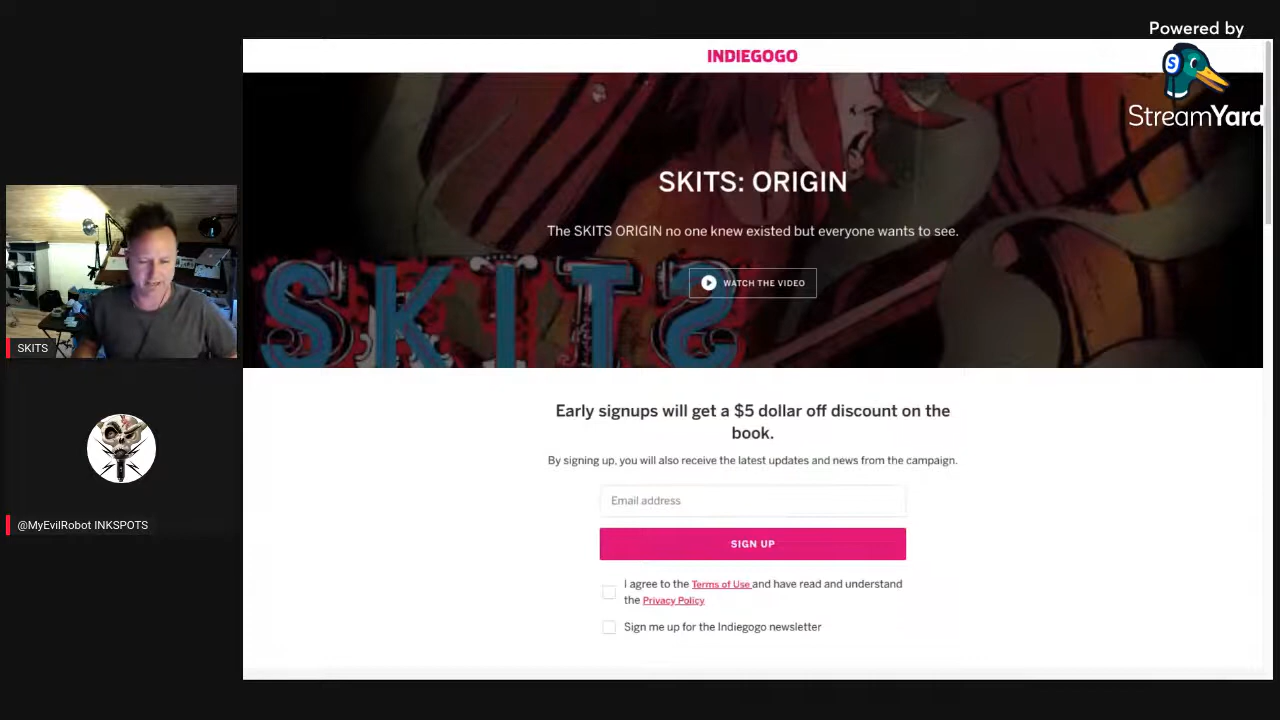 Powered by
StreamYard
INDIEGOGO
SKITS: ORIGIN
The SKITS ORIGIN no one knew existed but everyone wants to see.
WATCH THE VIDEO
SKITS
SKITS
Early signups will get a $5 dollar off discount on the
book.
By signing up, you will also receive the latest updates and news from the campaign.
Email address
SIGN UP
@MyEvilRobot INKSPOTS
I agree to the Terms of Use and have read and understand
the Privacy Policy
Sign me up for the Indiegogo newsletter